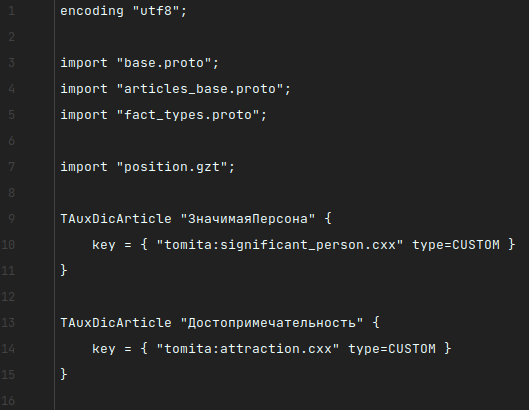 1 encoding "utf8";
2
3 import "base.proto";
4 import "articles_base.proto";
5 import "fact_types.proto";
6
7 import "position.gzt";
8
9 TAuxDicArticle "ЗначимаяПерсона" {
10 key = { "tomita:significant_person.cxx" type=CUSTOM }
11 }
12
13 TAuxDicArticle "Достопримечательность" {
14 key = { "tomita:attraction.cxx" type=CUSTOM }
15 }
16